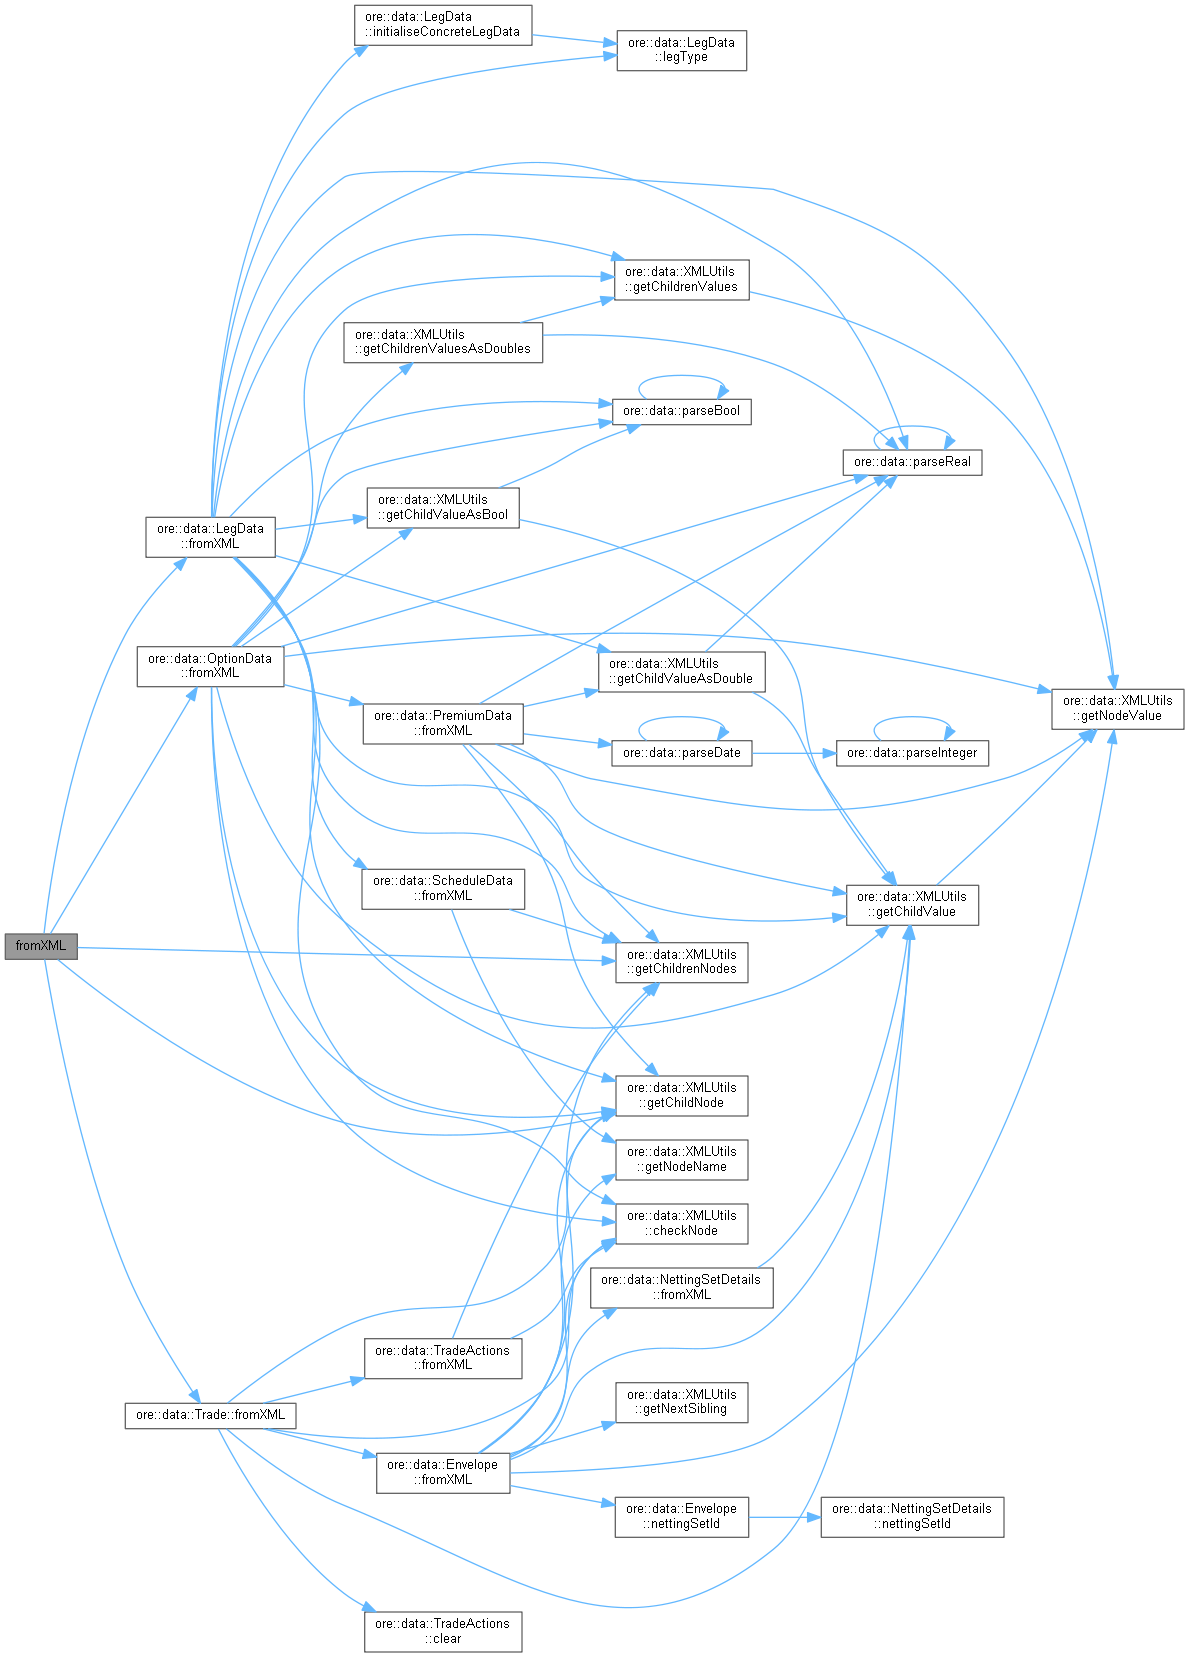 ore::data::LegData
::initialiseConcreteLegData
ore::data::LegData
::legType
ore::data::XMLUtils
::getChildrenValues
ore::data::XMLUtils
::getChildrenValuesAsDoubles
ore::data::parseBool
ore::data::parseReal
ore::data::XMLUtils
::getChildValueAsBool
ore::data::LegData
::fromXML
ore::data::OptionData
::fromXML
ore::data::XMLUtils
::getChildValueAsDouble
ore::data::XMLUtils
::getNodeValue
ore::data::PremiumData
::fromXML
ore::data::parseDate
ore::data::parseInteger
ore::data::ScheduleData
::fromXML
ore::data::XMLUtils
::getChildValue
fromXML
ore::data::XMLUtils
::getChildrenNodes
ore::data::XMLUtils
::getChildNode
ore::data::XMLUtils
::getNodeName
ore::data::XMLUtils
::checkNode
ore::data::NettingSetDetails
::fromXML
ore::data::TradeActions
::fromXML
ore::data::XMLUtils
::getNextSibling
ore::data::Trade::fromXML
ore::data::Envelope
::fromXML
ore::data::Envelope
::nettingSetId
ore::data::NettingSetDetails
::nettingSetId
ore::data::TradeActions
::clear